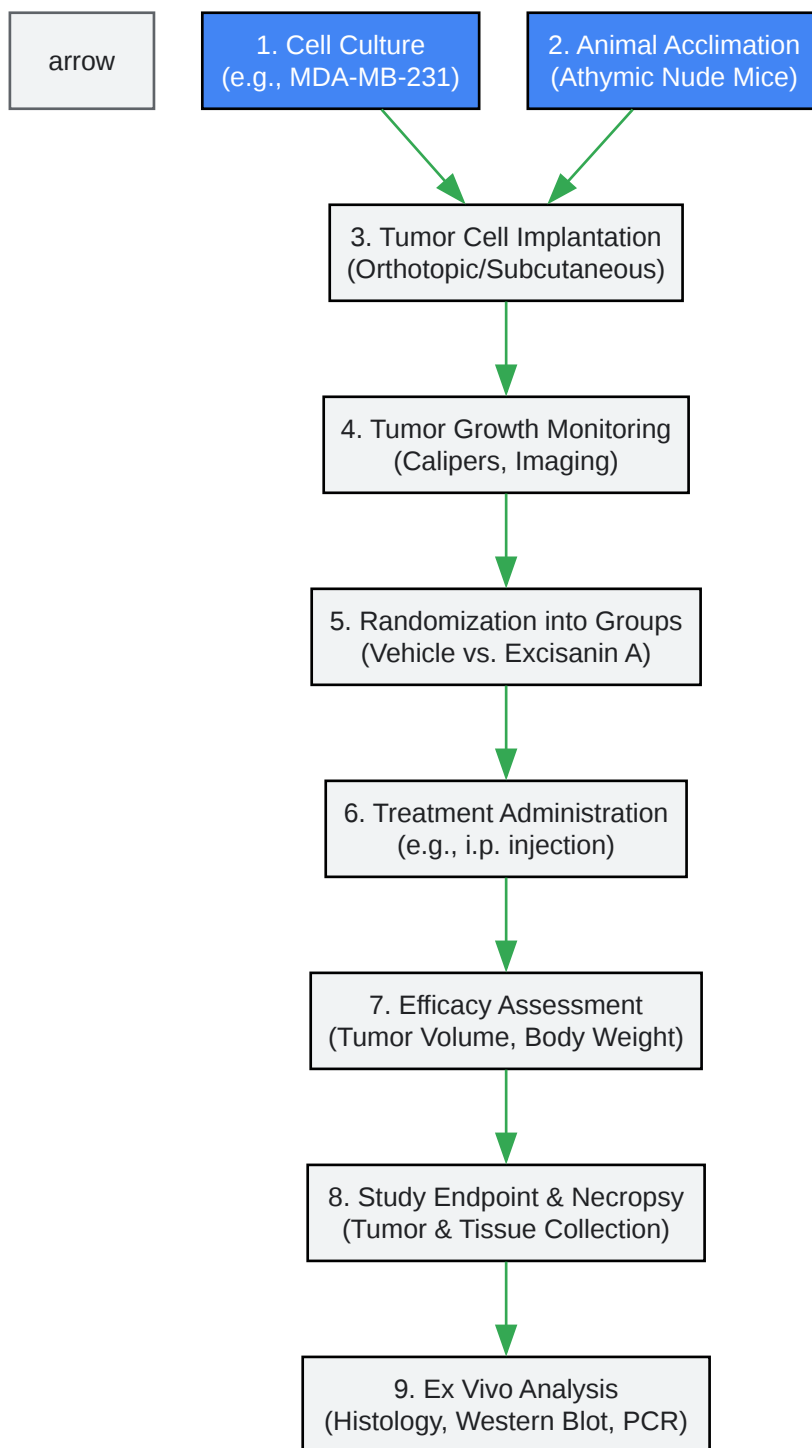 arrow
1. Cell Culture
(e.g., MDA-MB-231)
2. Animal Acclimation
(Athymic Nude Mice)
3. Tumor Cell Implantation
(Orthotopic/Subcutaneous)
4. Tumor Growth Monitoring
(Calipers, Imaging)
5. Randomization into Groups
(Vehicle vs. Excisanin A)
6. Treatment Administration
(e.g., i.p. injection)
7. Efficacy Assessment
(Tumor Volume, Body Weight)
8. Study Endpoint & Necropsy
(Tumor & Tissue Collection)
9. Ex Vivo Analysis
(Histology, Western Blot, PCR)